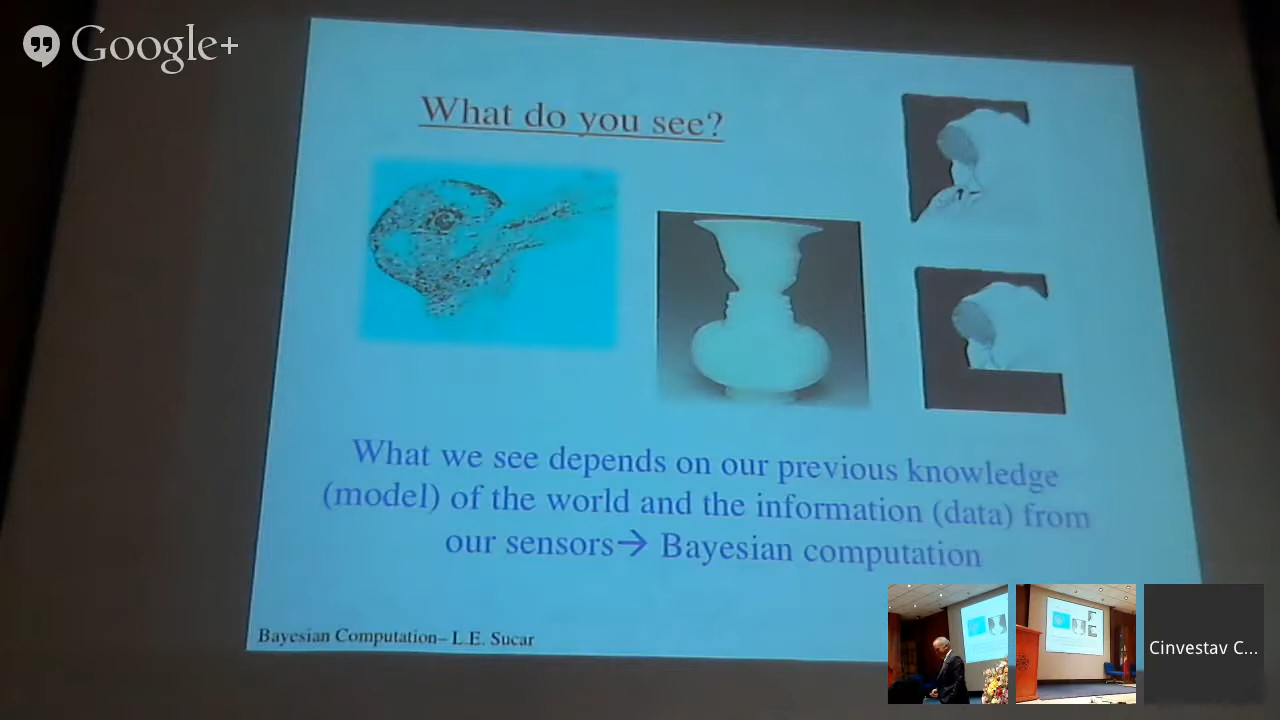 Google+
What do you see?
What we see depends on our previous knowledge
(model) of the world and the information (data) from
our sensors→ Bayesian computation
Bayesian Computation– L.E. Sucar
Cinvestav C...